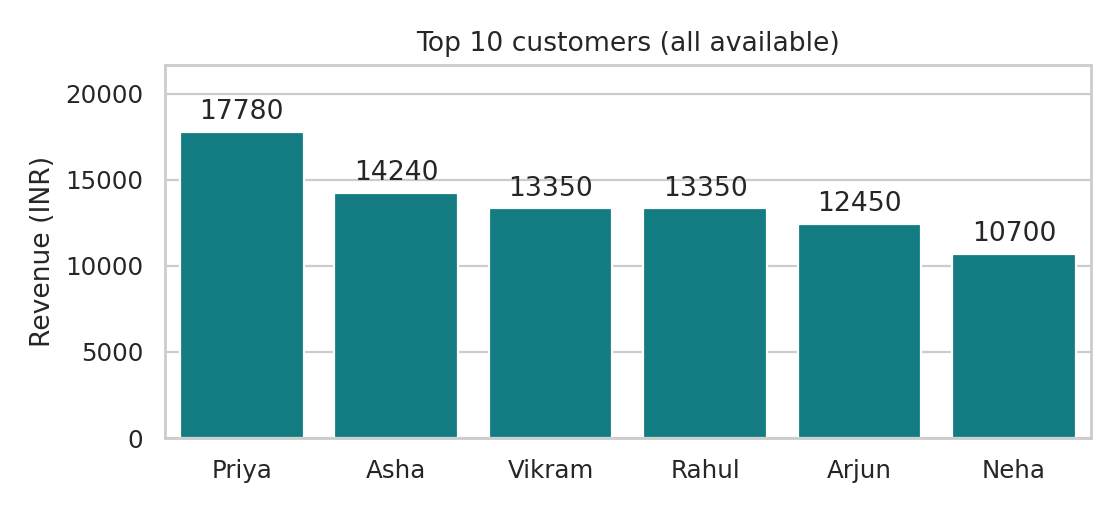 Top 10 customers (all available)
Revenue (INR)
20000
15000
10000
5000
0
17780
14240
13350
13350
12450
10700
Priya
Asha
Vikram
Rahul
Arjun
Neha